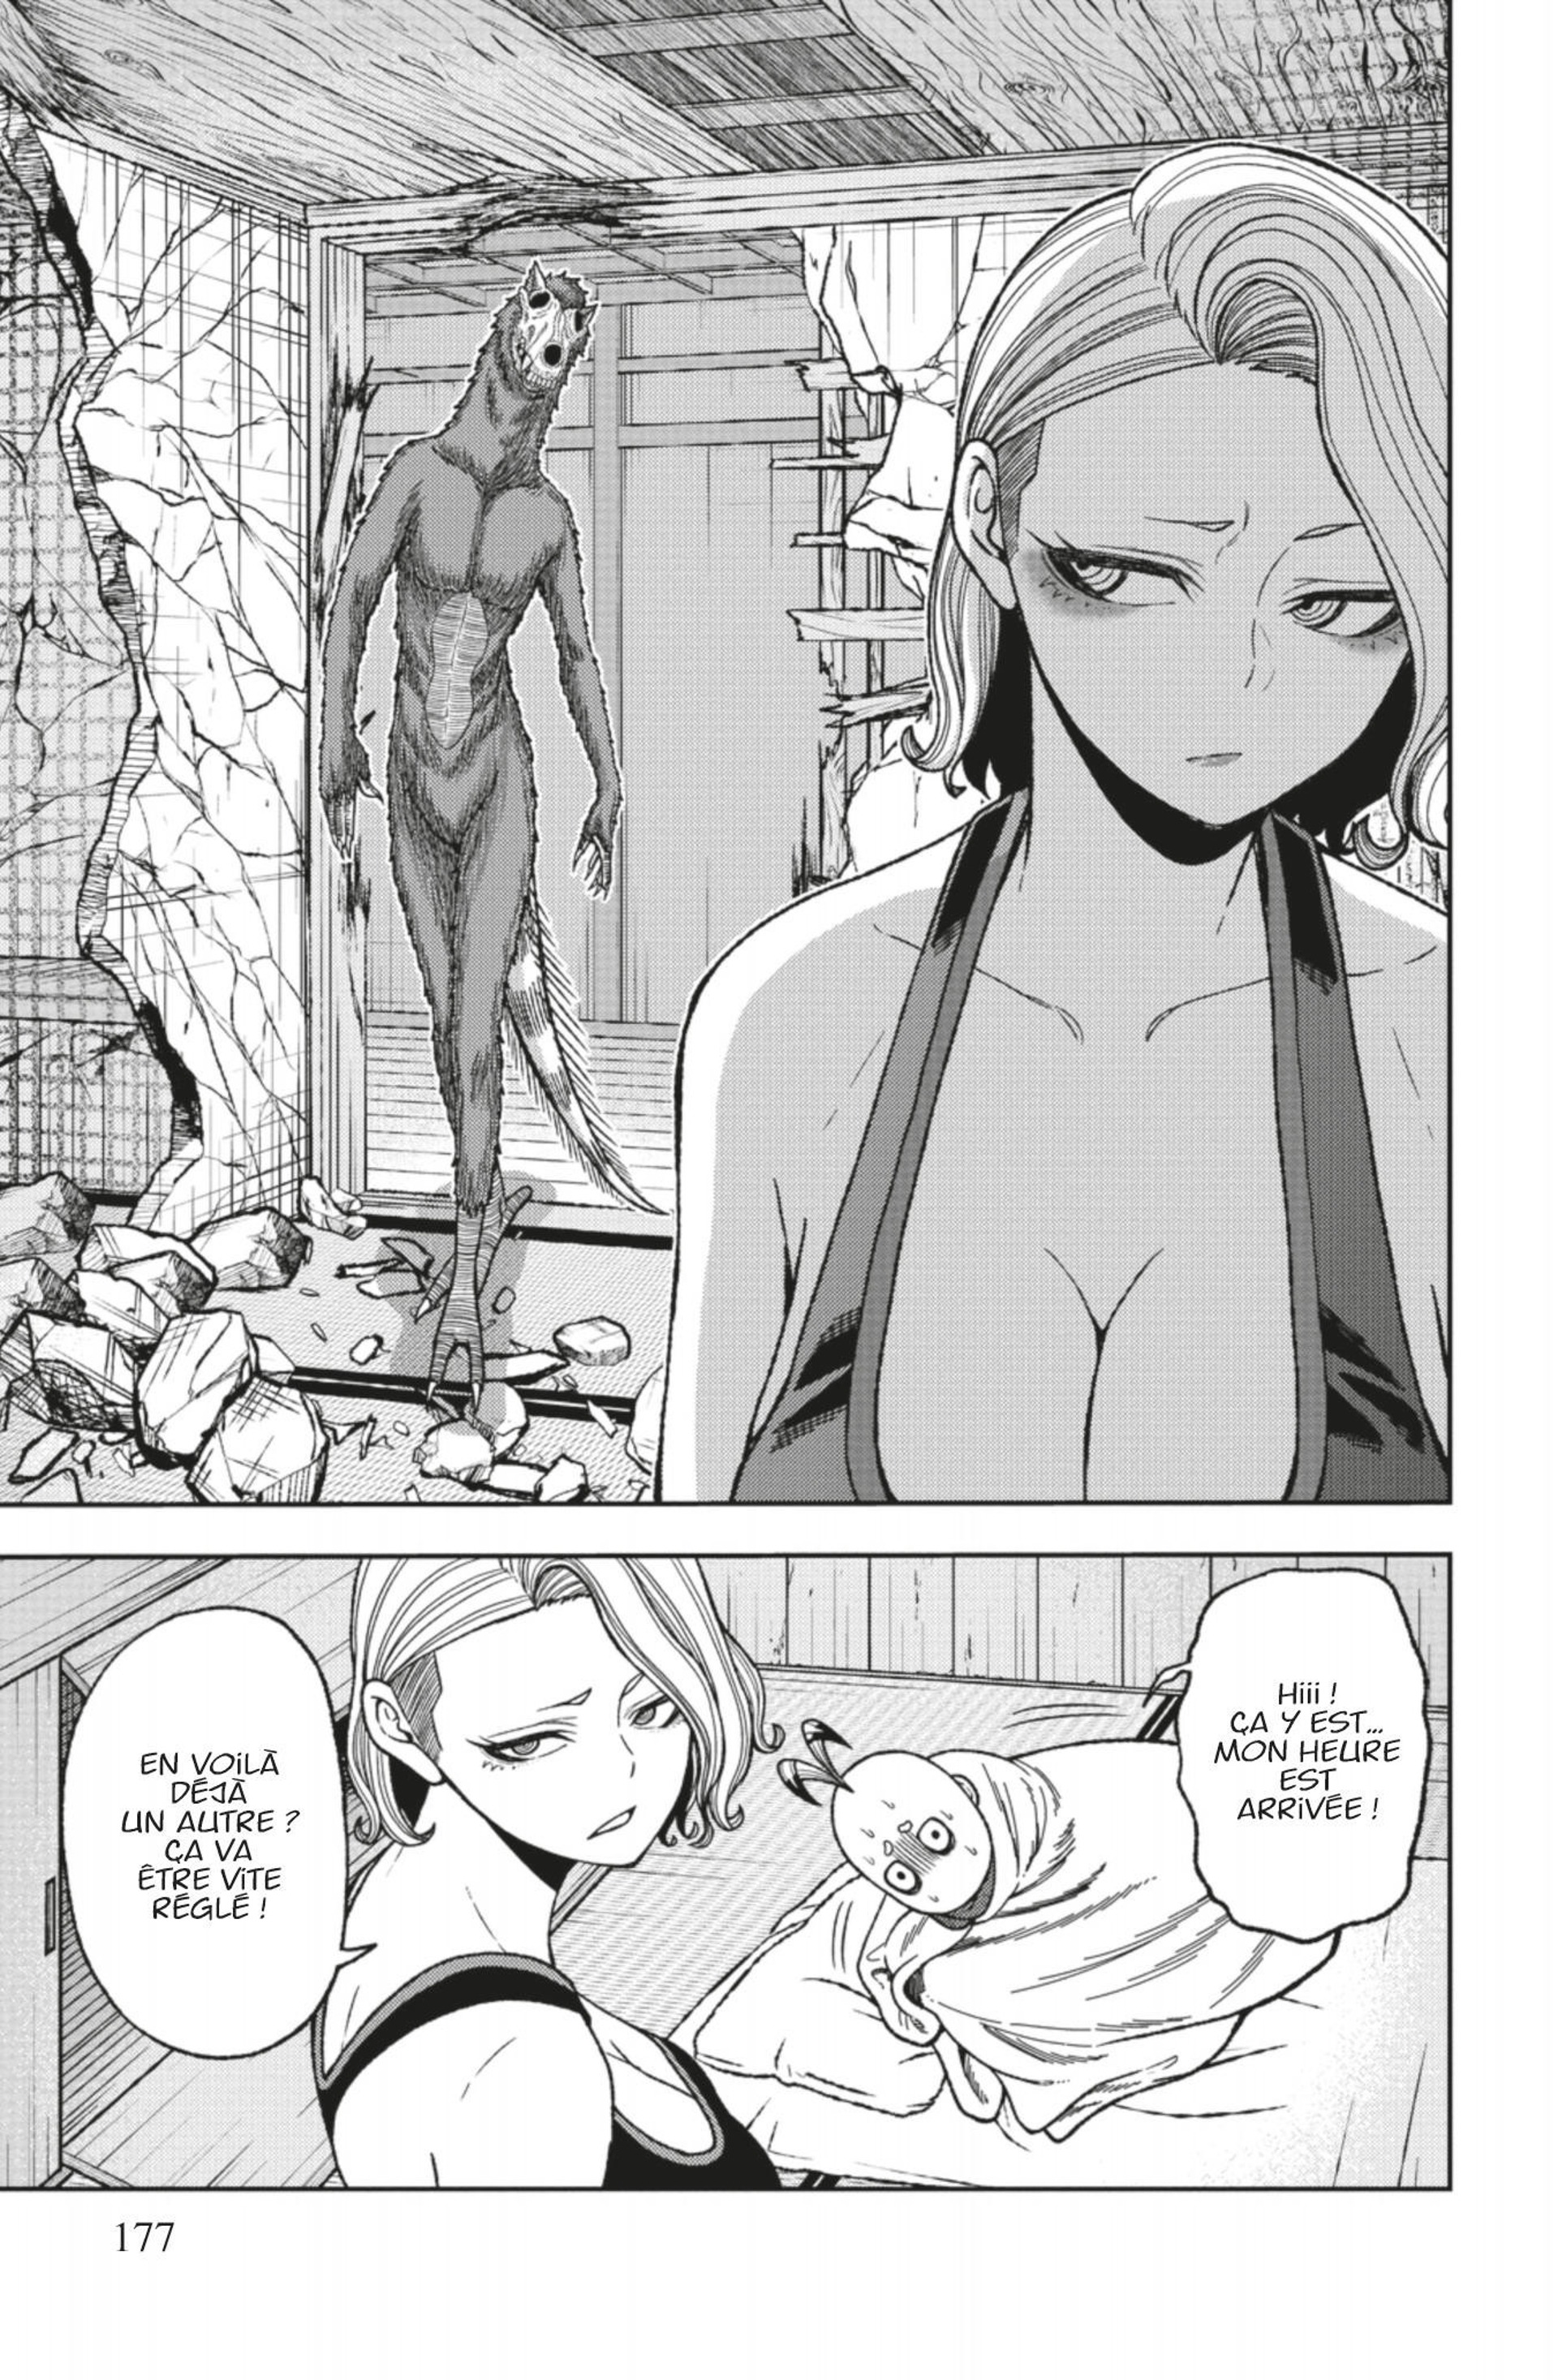 Hiii !
ÇA Y EST...
MON HEURE
EST
ARRIVÉE !
EN VOILÀ
DÉJÀ
UN AUTRE ?
ÇA VA
ÊTRE VITE
RÉGLÉ !
177